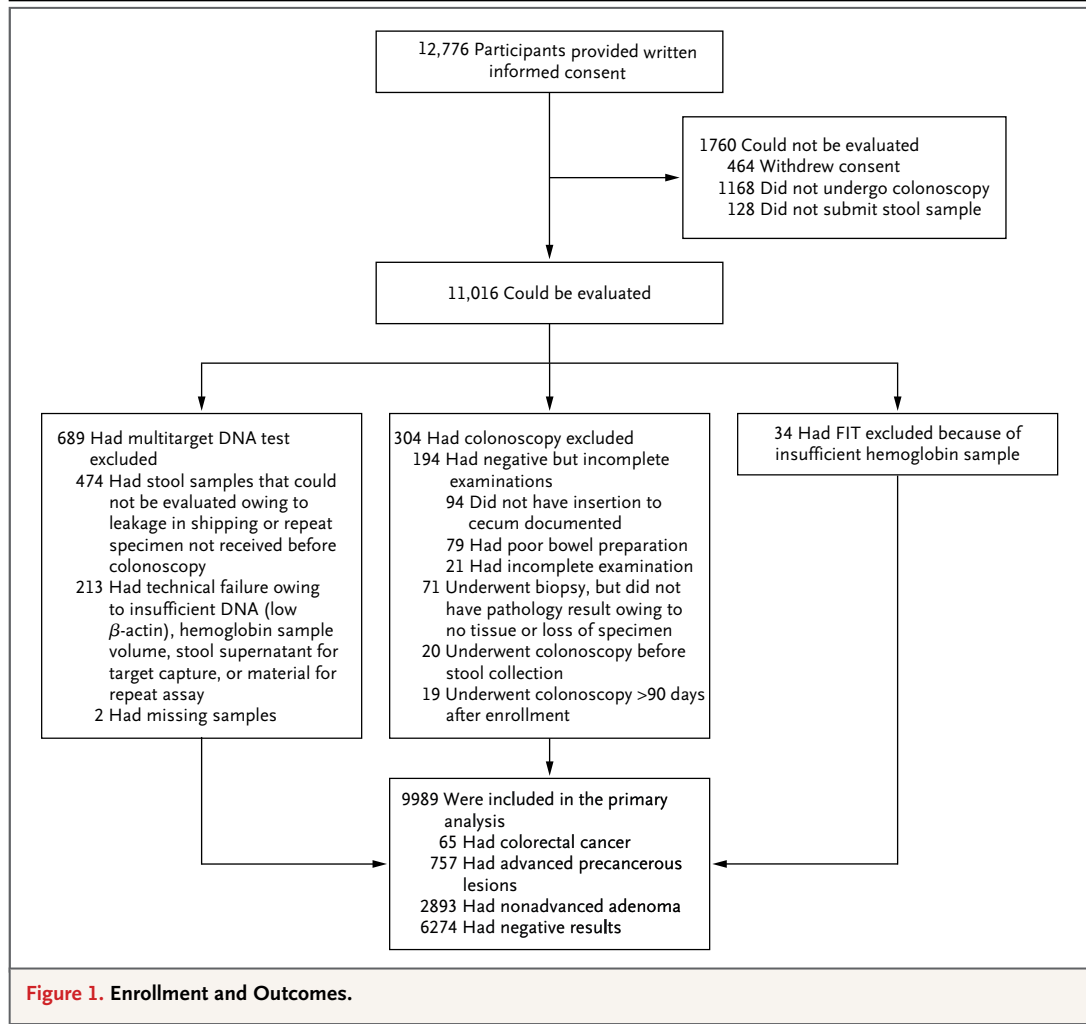 12,776 Participants provided written
informed consent
1760 Could not be evaluated
464 Withdrew consent
1168 Did not undergo colonoscopy
128 Did not submit stool sample
11,016 Could be evaluated
689 Had multitarget DNA test
excluded
474 Had stool samples that could
not be evaluated owing to
leakage in shipping or repeat
specimen not received before
colonoscopy
213 Had technical failure owing
to insufficient DNA (low
β-actin), hemoglobin sample
volume, stool supernatant for
target capture, or material for
repeat assay
2 Had missing samples
304 Had colonoscopy excluded
194 Had negative but incomplete
examinations
94 Did not have insertion to
cecum documented
79 Had poor bowel preparation
21 Had incomplete examination
71 Underwent biopsy, but did not
have pathology result owing to
no tissue or loss of specimen
20 Underwent colonoscopy before
stool collection
19 Underwent colonoscopy >90 days
after enrollment
34 Had FIT excluded because of
insufficient hemoglobin sample
9989 Were included in the primary
analysis
65 Had colorectal cancer
757 Had advanced precancerous
lesions
2893 Had nonadvanced adenoma
6274 Had negative results
Figure 1. Enrollment and Outcomes.